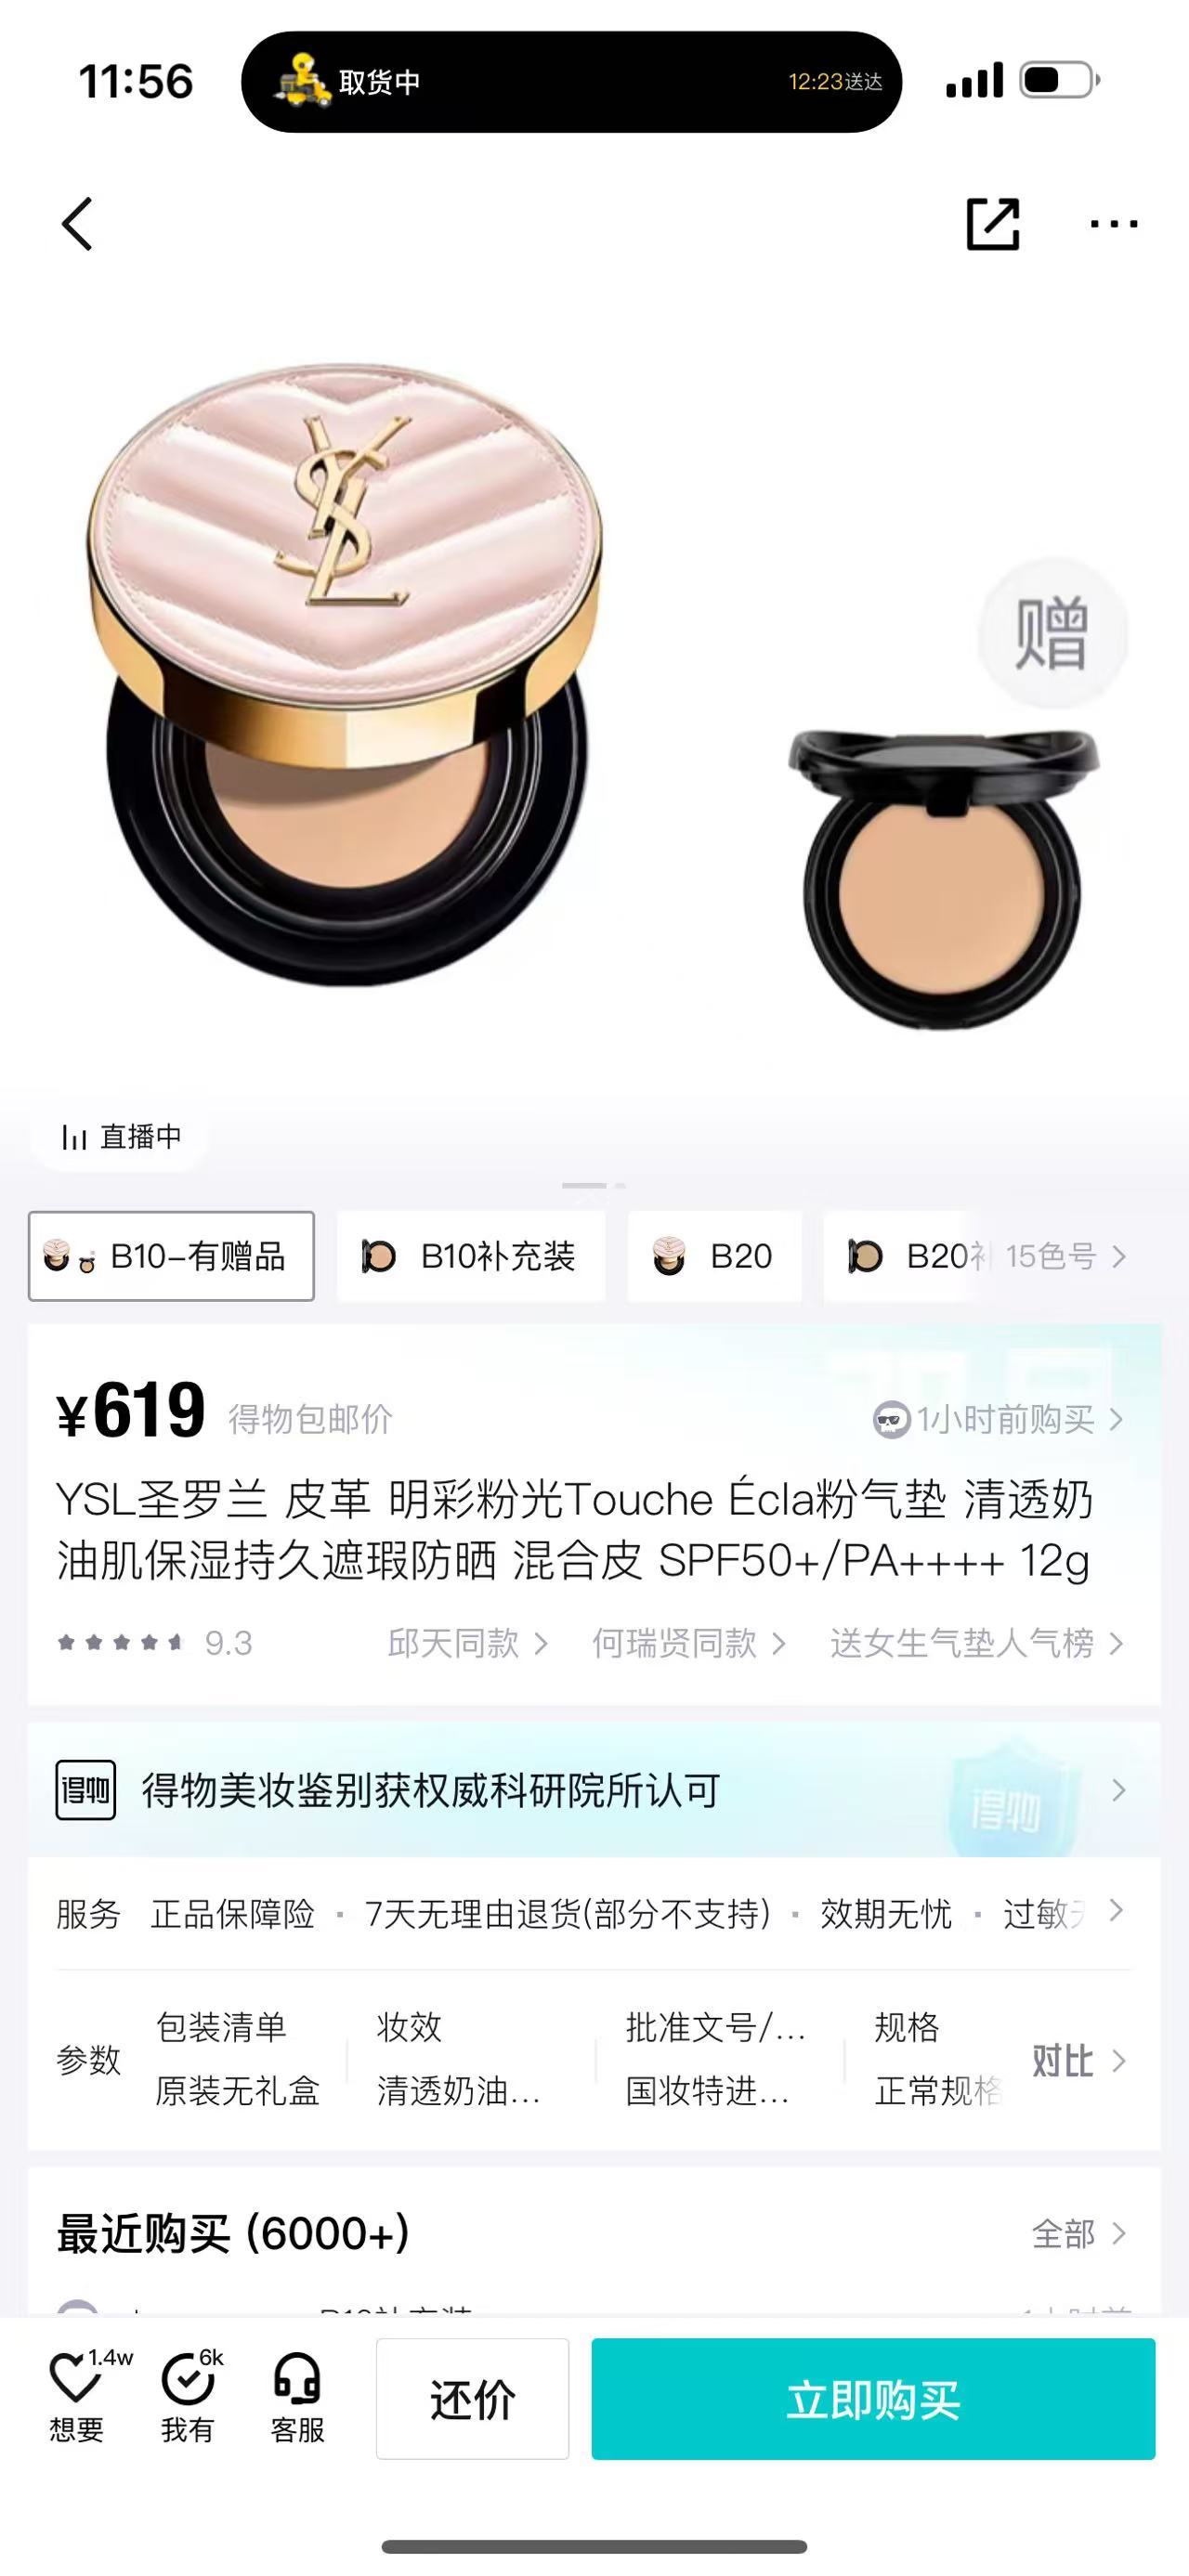 11:56
取货中
12:23送达
YSL
赠
直播中
B10-有赠品
B10补充装
B20
B20
15色号
¥619 得物包邮价
1小时前购买
YSL圣罗兰 皮革 明彩粉光Touche Écla粉气垫 清透奶
油肌保湿持久遮瑕防晒 混合皮 SPF50+/PA++++ 12g
9.3
邱天同款
何瑞贤同款
送女生气垫人气榜
得物
得物美妆鉴别获权威科研院所认可
得物
服务 正品保障险 · 7天无理由退货(部分不支持) · 效期无忧 · 过敏
参数
包装清单
妆效
批准文号/...
规格
原装无礼盒
清透奶油...
国妆特进...
正常规格
对比
最近购买 (6000+)
全部
1.4w
6k
想要
我有
客服
还价
立即购买